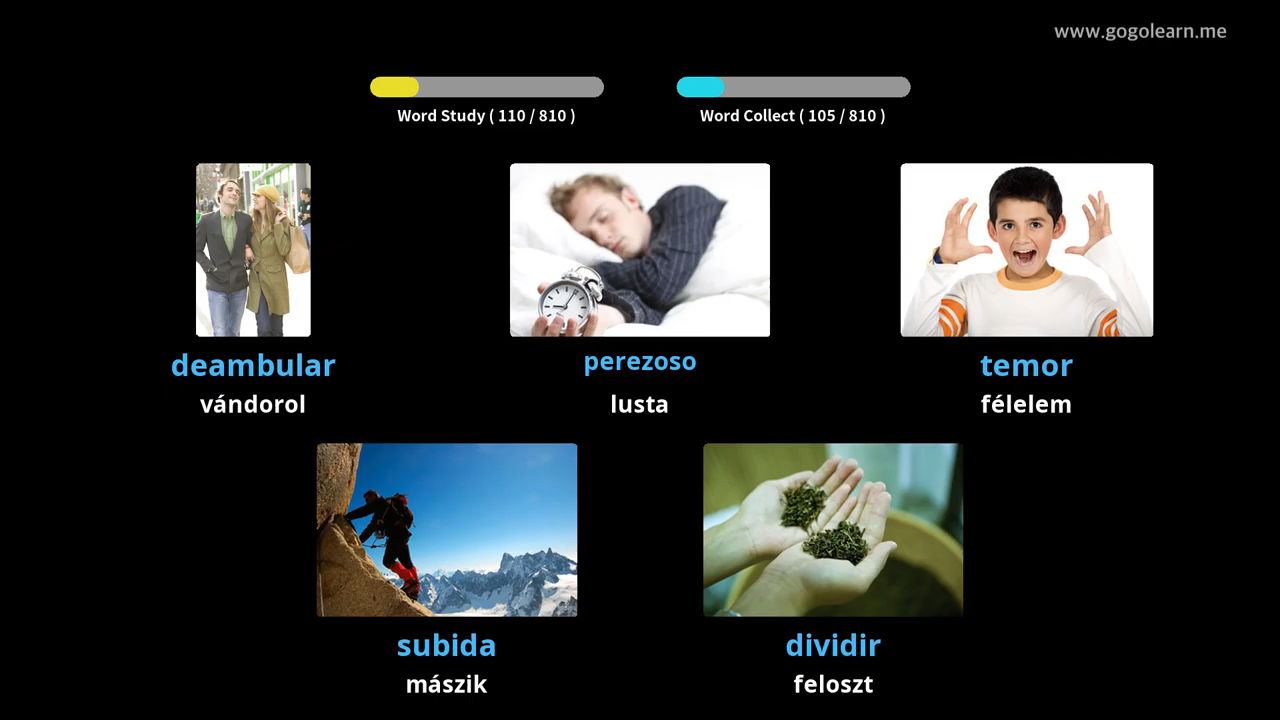 www.gogolearn.me
Word Study ( 110 / 810 )
Word Collect ( 105 / 810 )
deambular
vándorol
perezoso
lusta
temor
félelem
subida
mászik
dividir
feloszt